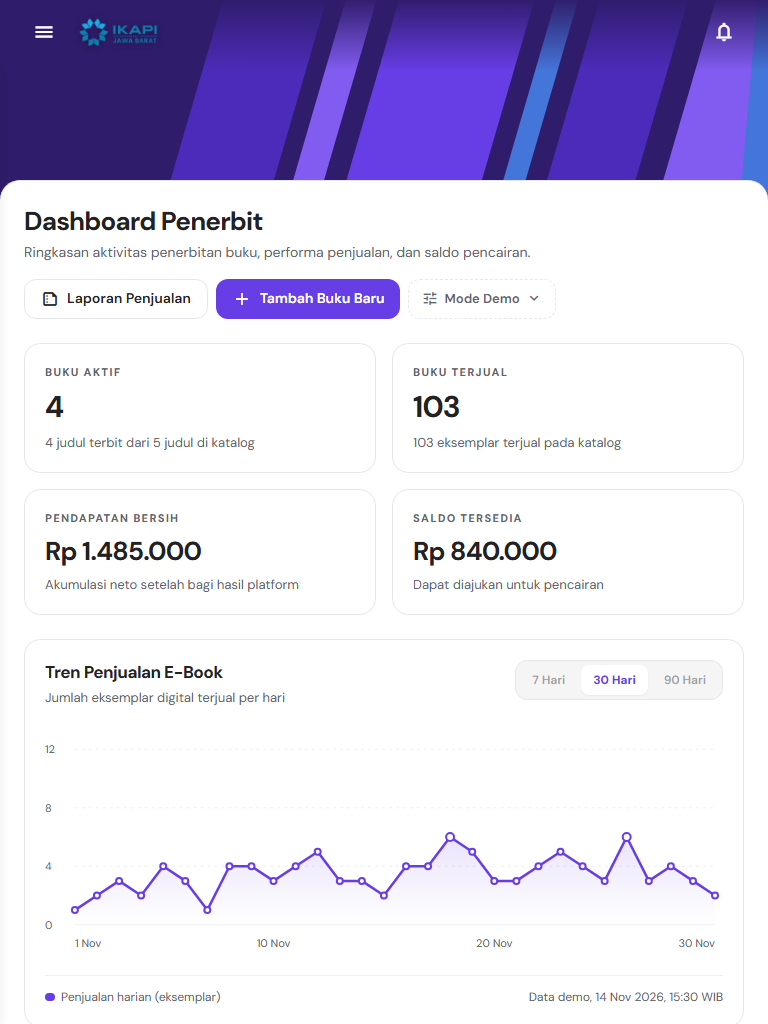 IKAPI
JAWA BARAT
Dashboard Penerbit
Ringkasan aktivitas penerbitan buku, performa penjualan, dan saldo pencairan.
Laporan Penjualan
Tambah Buku Baru
Mode Demo
BUKU AKTIF
4
4 judul terbit dari 5 judul di katalog
BUKU TERJUAL
103
103 eksemplar terjual pada katalog
PENDAPATAN BERSIH
Rp 1.485.000
Akumulasi neto setelah bagi hasil platform
SALDO TERSEDIA
Rp 840.000
Dapat diajukan untuk pencairan
Tren Penjualan E-Book
Jumlah eksemplar digital terjual per hari
7 Hari
30 Hari
90 Hari
12
8
4
0
1 Nov
10 Nov
20 Nov
30 Nov
Penjualan harian (eksemplar)
Data demo, 14 Nov 2026, 15:30 WIB